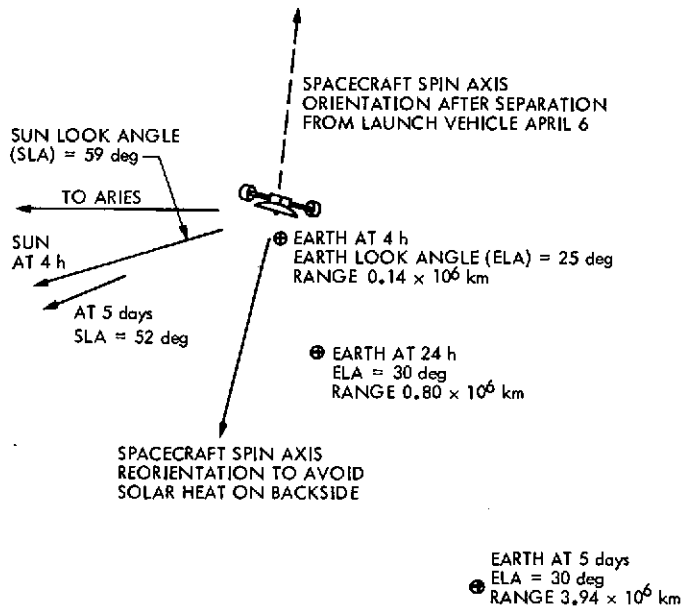 SPACECRAFT SPIN AXIS
ORIENTATION AFTER SEPARATION
FROM LAUNCH VEHICLE APRIL 6
SUN LOOK ANGLE
(SLA) = 59 deg
TO ARIES
SUN
AT 4 h
EARTH AT 4 h
EARTH LOOK ANGLE (ELA) = 25 deg
RANGE 0.14 × 10⁶ km
AT 5 days
SLA = 52 deg
EARTH AT 24 h
ELA = 30 deg
RANGE 0.80 × 10⁶ km
SPACECRAFT SPIN AXIS
REORIENTATION TO AVOID
SOLAR HEAT ON BACKSIDE
EARTH AT 5 days
ELA = 30 deg
RANGE 3.94 × 10⁶ km